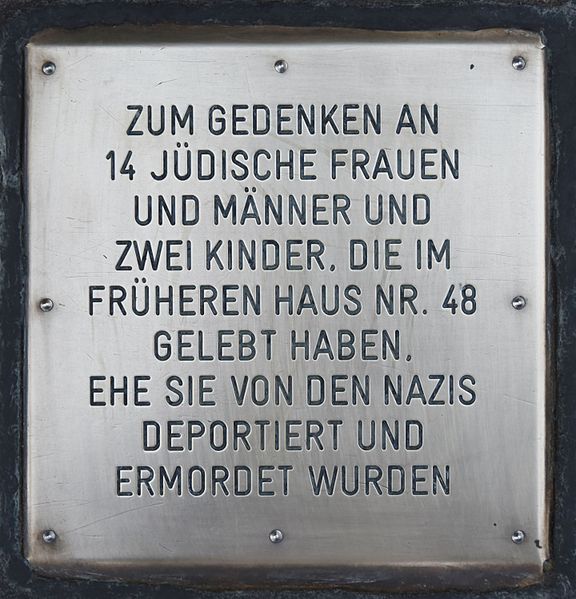 ZUM GEDENKEN AN
14 JÜDISCHE FRAUEN
UND MÄNNER UND
ZWEI KINDER, DIE IM
FRÜHEREN HAUS NR. 48
GELEBT HABEN,
EHE SIE VON DEN NAZIS
DEPORTIERT UND
ERMORDET WURDEN